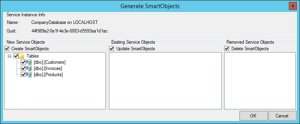 Generate SmartObjects
Service Instance Info
Name: CompanyDatabase on LOCALHOST
Guid:
New Service Objects
Existing Service Objects
Removed Service Objects
Create SmartObjects
Update SmartObjects
Delete SmartObjects
Tables
[dbo].[Customers]
[dbo].[Invoices]
[dbo].[Products]
OK
Cancel